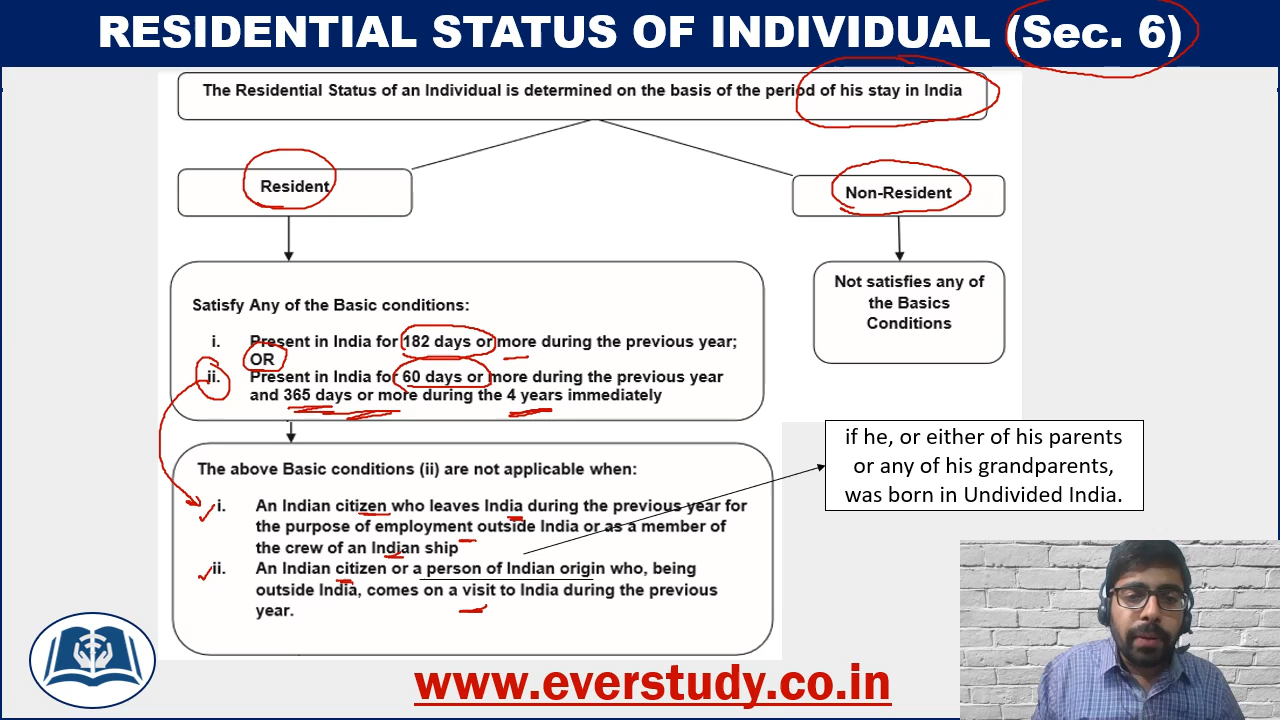 RESIDENTIAL STATUS OF INDIVIDUAL (Sec. 6)
The Residential Status of an Individual is determined on the basis of the period of his stay in India
Resident
Non-Resident
Satisfy Any of the Basic conditions:
i. Present in India for 182 days or more during the previous year;
OR
ii. Present in India for 60 days or more during the previous year
and 365 days or more during the 4 years immediately
Not satisfies any of
the Basics
Conditions
The above Basic conditions (ii) are not applicable when:
i. An Indian citizen who leaves India during the previous year for
the purpose of employment outside India or as a member of
the crew of an Indian ship
ii. An Indian citizen or a person of Indian origin who, being
outside India, comes on a visit to India during the previous
year.
if he, or either of his parents
or any of his grandparents,
was born in Undivided India.
www.everstudy.co.in